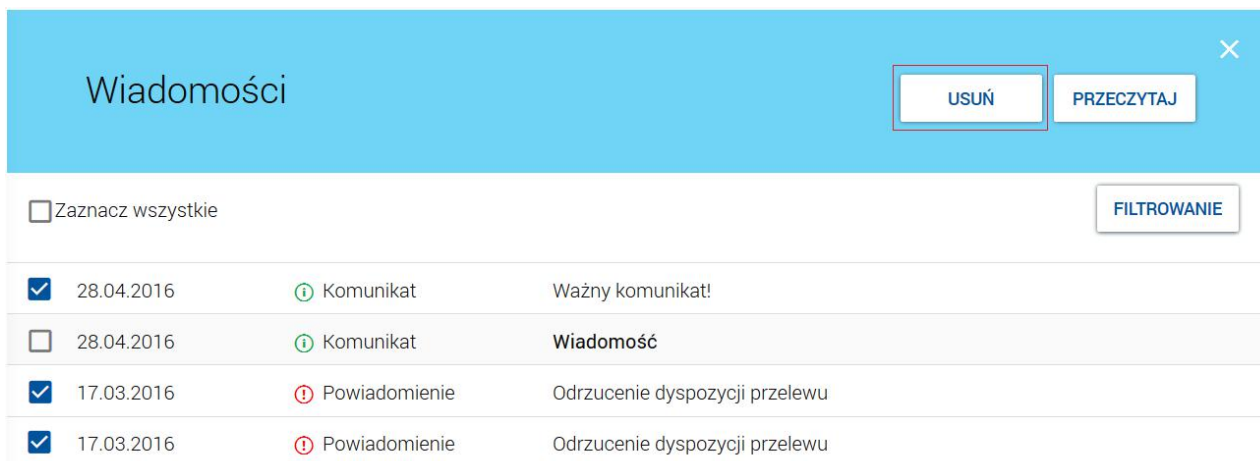 Wiadomości
USUŃ PRZECZYTAJ
Zaznacz wszystkie FILTROWANIE
28.04.2016 Komunikat Ważny komunikat!
28.04.2016 Komunikat Wiadomość
17.03.2016 Powiadomienie Odrzucenie dyspozycji przelewu
17.03.2016 Powiadomienie Odrzucenie dyspozycji przelewu